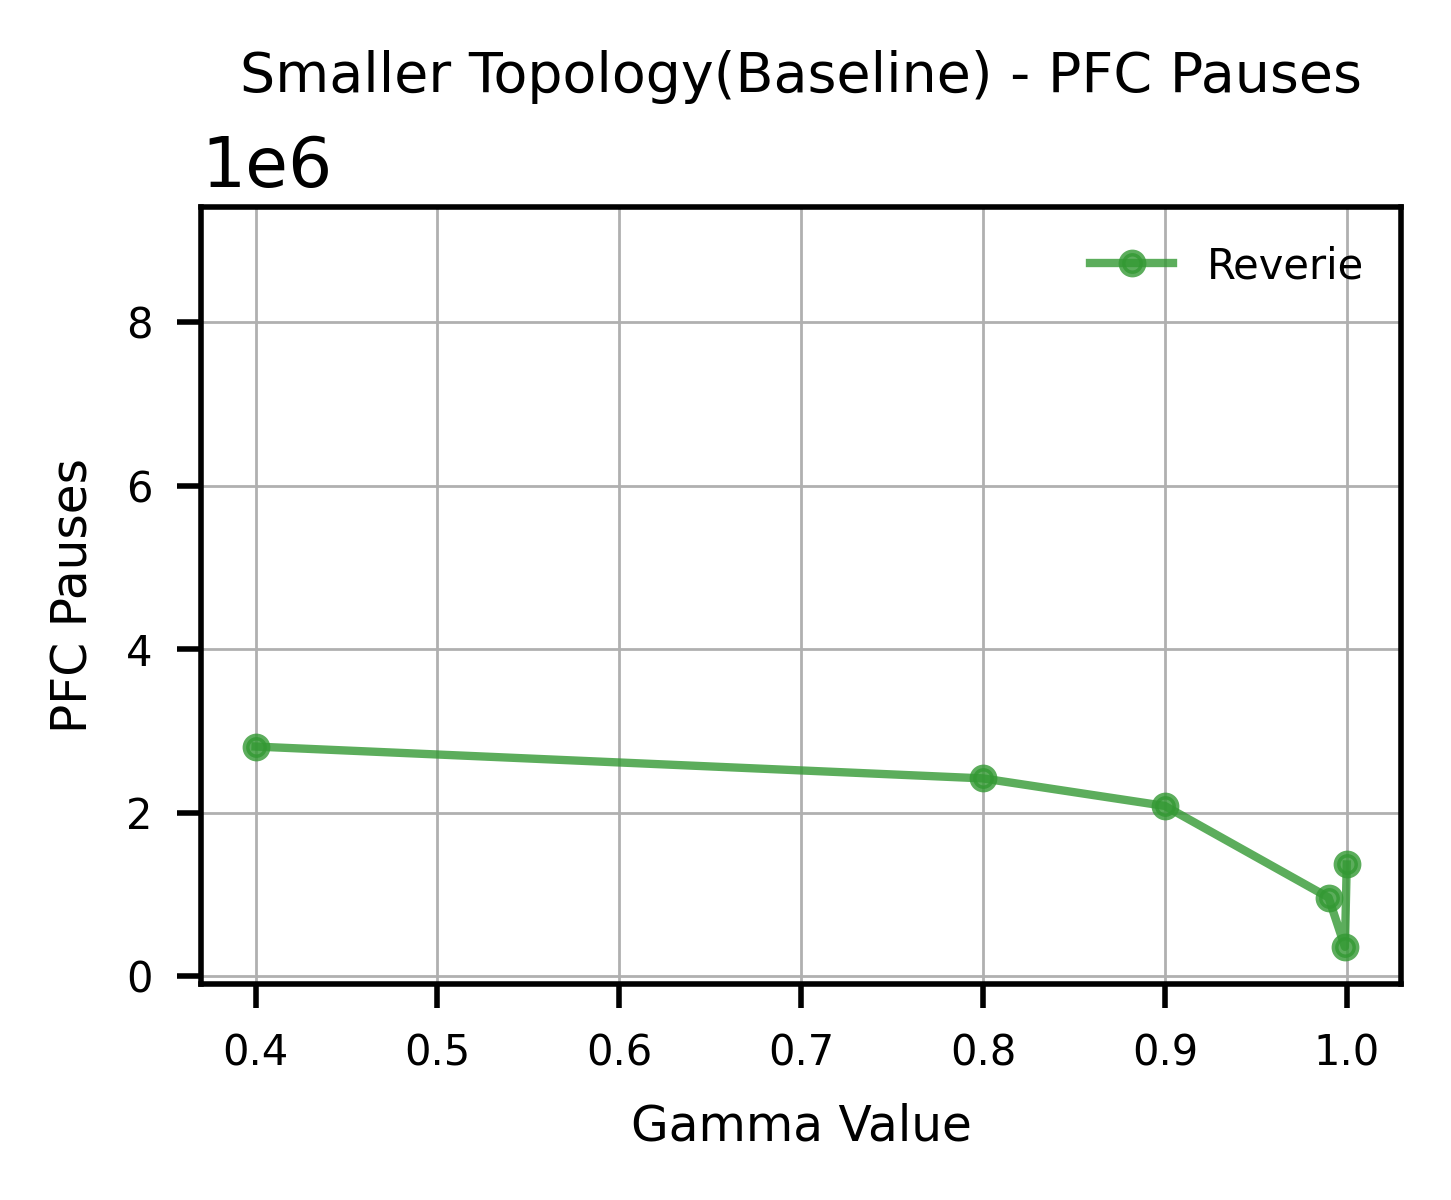 Smaller Topology(Baseline) - PFC Pauses
1e6
Reverie
8
6
4
2
0
PFC Pauses
0.4 0.5 0.6 0.7 0.8 0.9 1.0
Gamma Value